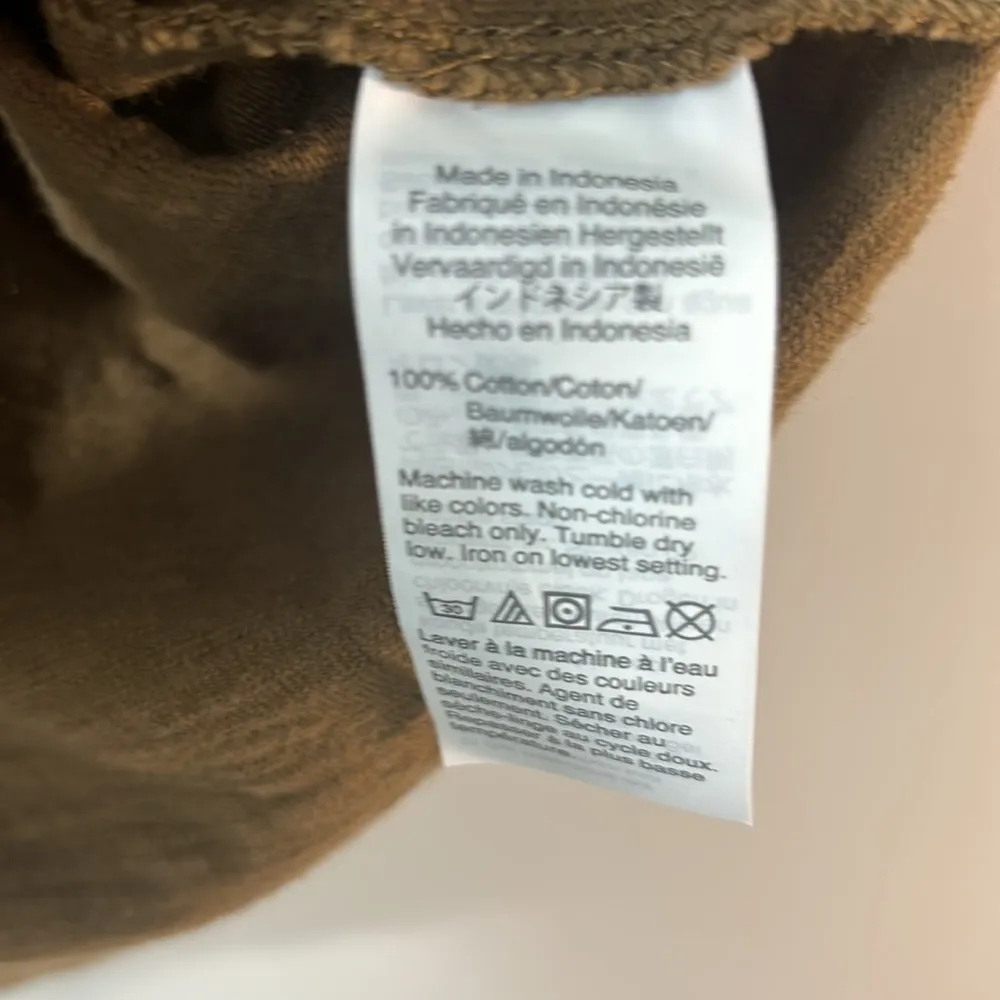 Made in Indonesia
Fabriqué en Indonésie
in Indonesien Hergestellt
Vervaardigd in Indonesië
インドネシア製
Hecho en Indonesia
100% Cotton/Coton/
Baumwolle/Katoen/
綿/algodón
Machine wash cold with
like colors. Non-chlorine
bleach only. Tumble dry
low. Iron on lowest setting.
30
Laver à la machine à l'eau
froide avec des couleurs
similaires. Agent de
blanchiment sans chlore
seulement. Sécher au
sèche-linge au cycle doux.
Repasser à la plus basse
température.